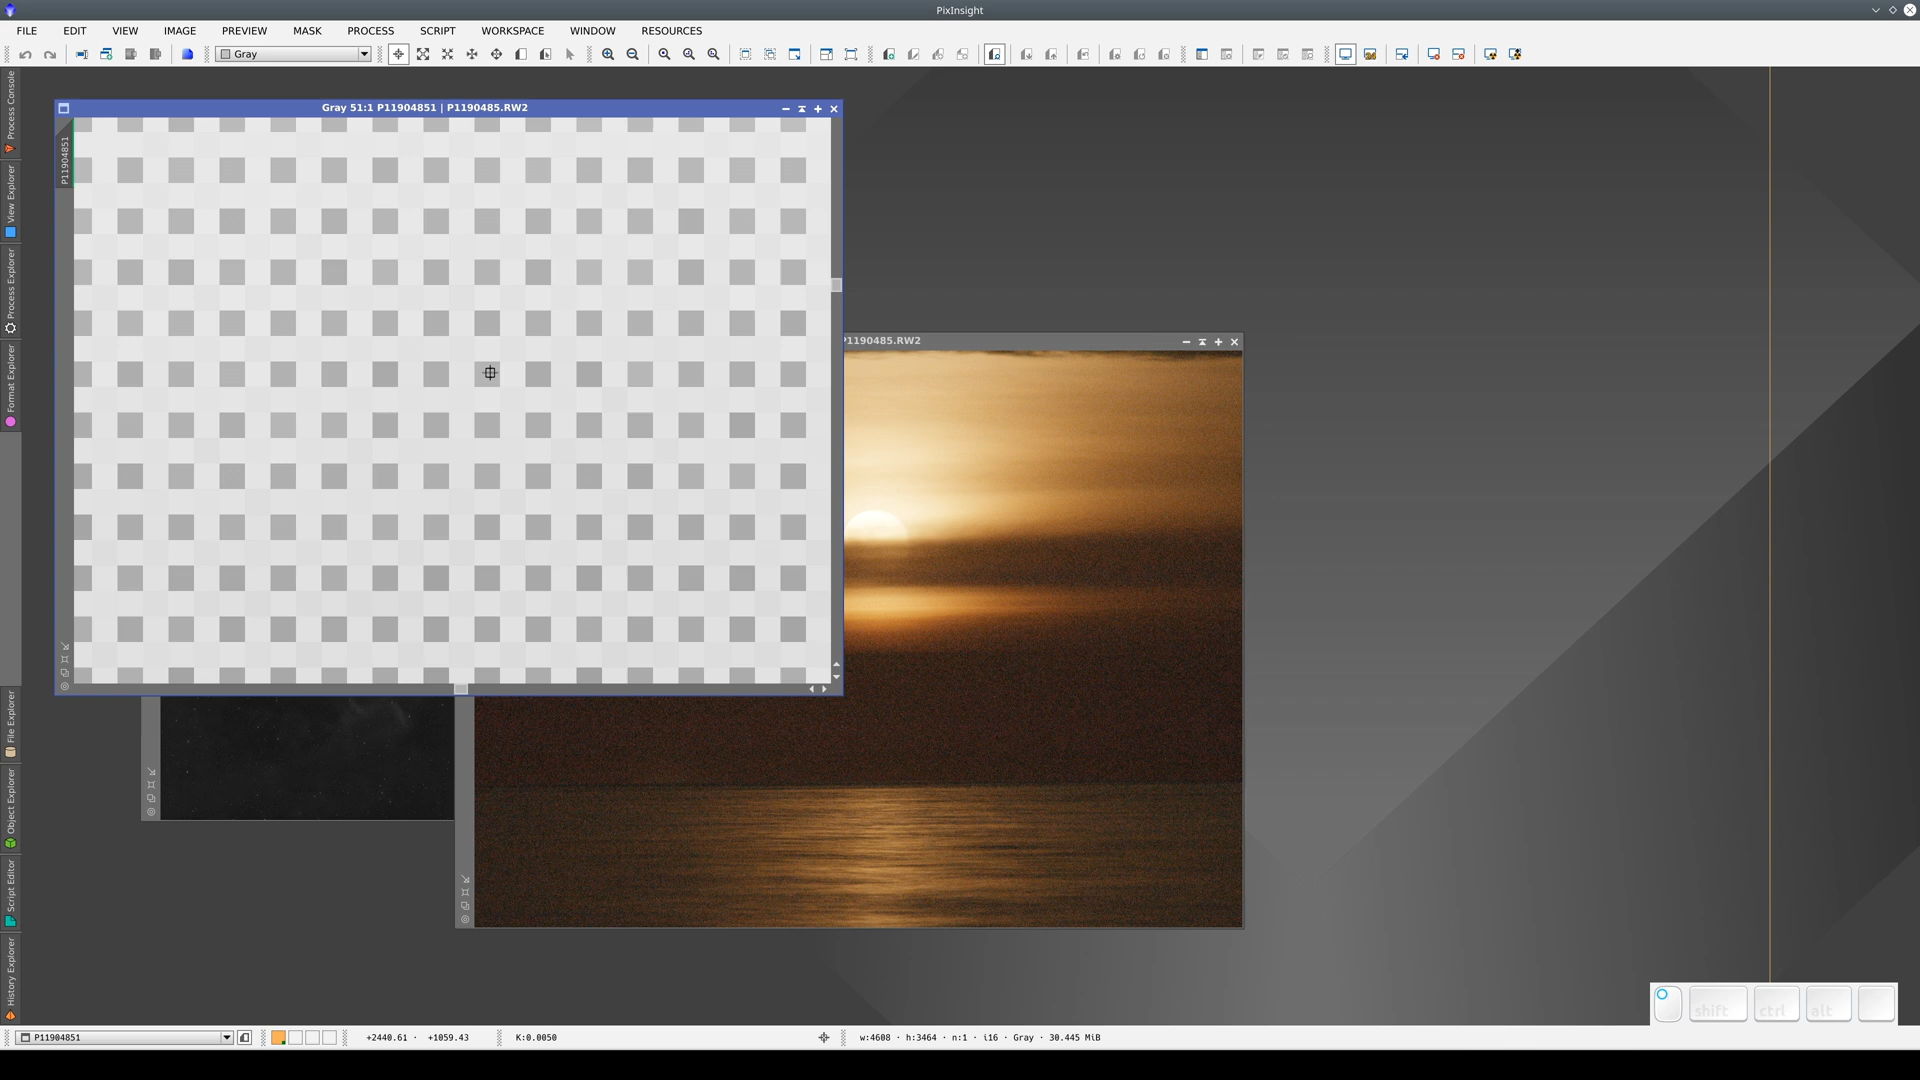 PixInsight
FILE EDIT VIEW IMAGE PREVIEW MASK PROCESS SCRIPT WORKSPACE WINDOW RESOURCES
Gray
Process Console
View Explorer
Process Explorer
Format Explorer
File Explorer
Object Explorer
Script Editor
History Explorer
Gray 51:1 P11904851 | P1190485.RW2
P11904851
P1190485.RW2
shift ctrl alt
P11904851
+2440.61 · +1059.43
K:0.0050
w:4608 · h:3464 · n:1 · i16 · Gray · 30.445 MiB